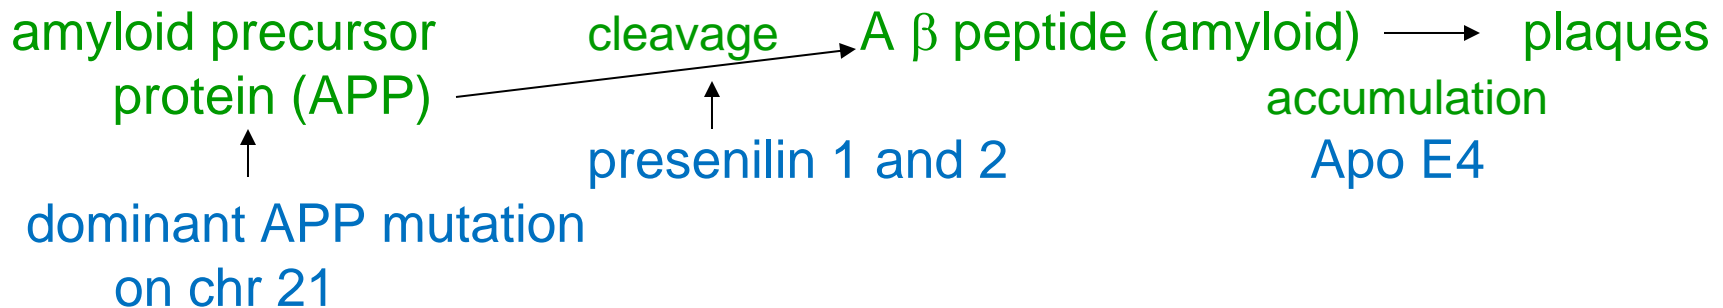 amyloid precursor
protein (APP)
cleavage
A β peptide (amyloid)
plaques
accumulation
presenilin 1 and 2
Apo E4
dominant APP mutation
on chr 21